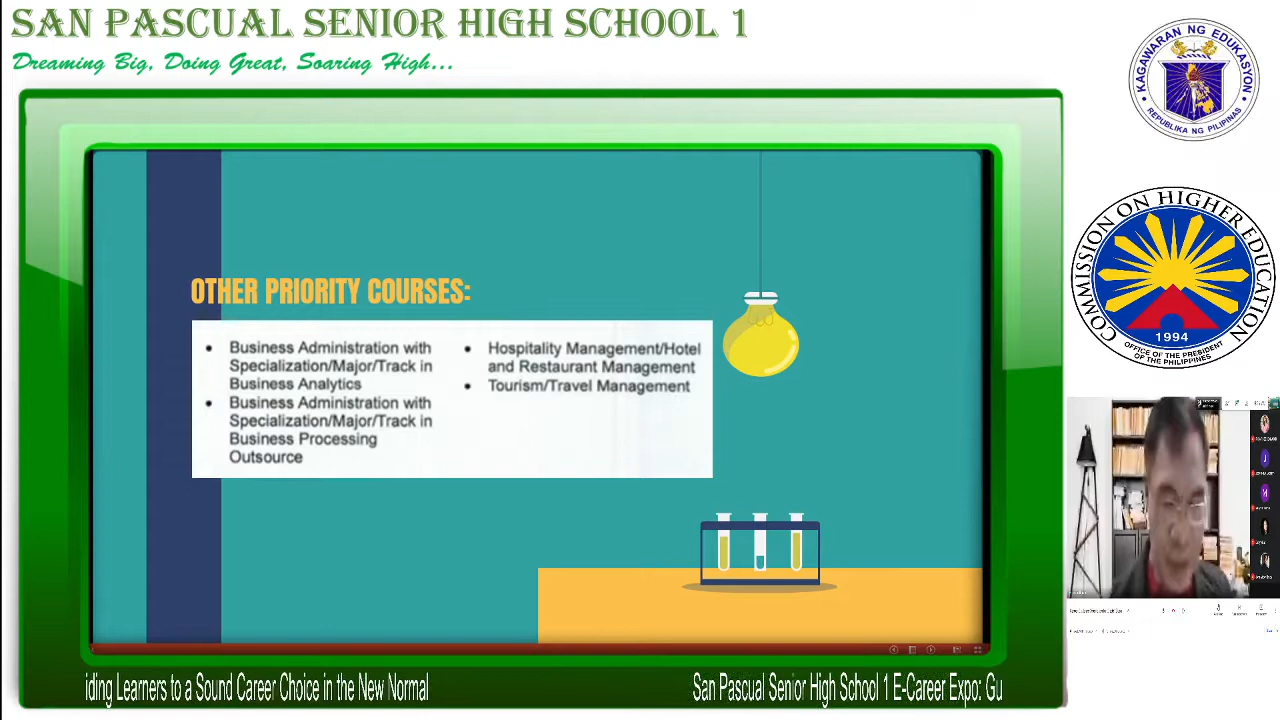 SAN PASCUAL SENIOR HIGH SCHOOL 1
Dreaming Big, Doing Great, Soaring High...
KAGAWARAN NG EDUKASYON
REPUBLIKA NG PILIPINAS
COMMISSION ON HIGHER EDUCATION
1994
OFFICE OF THE PRESIDENT
OF THE PHILIPPINES
OTHER PRIORITY COURSES:
• Business Administration with
Specialization/Major/Track in
Business Analytics
• Business Administration with
Specialization/Major/Track in
Business Processing
Outsource
• Hospitality Management/Hotel
and Restaurant Management
• Tourism/Travel Management
iding Learners to a Sound Career Choice in the New Normal
San Pascual Senior High School 1 E-Career Expo: Gu